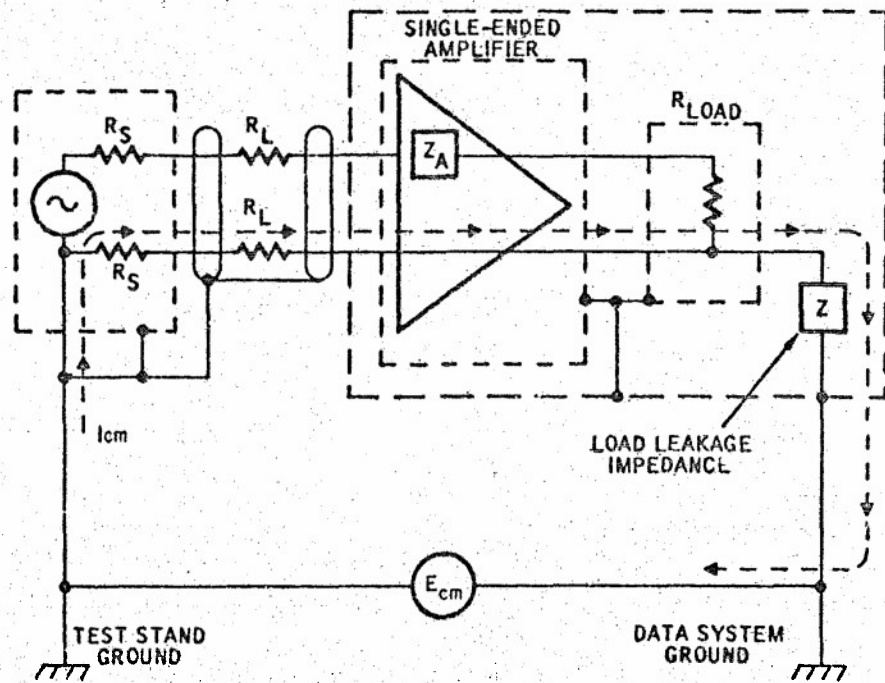 SINGLE-ENDED
AMPLIFIER
R_S
R_L
Z_A
R_LOAD
R_L
R_S
Z
I_cm
LOAD LEAKAGE
IMPEDANCE
E_cm
TEST STAND
GROUND
DATA SYSTEM
GROUND